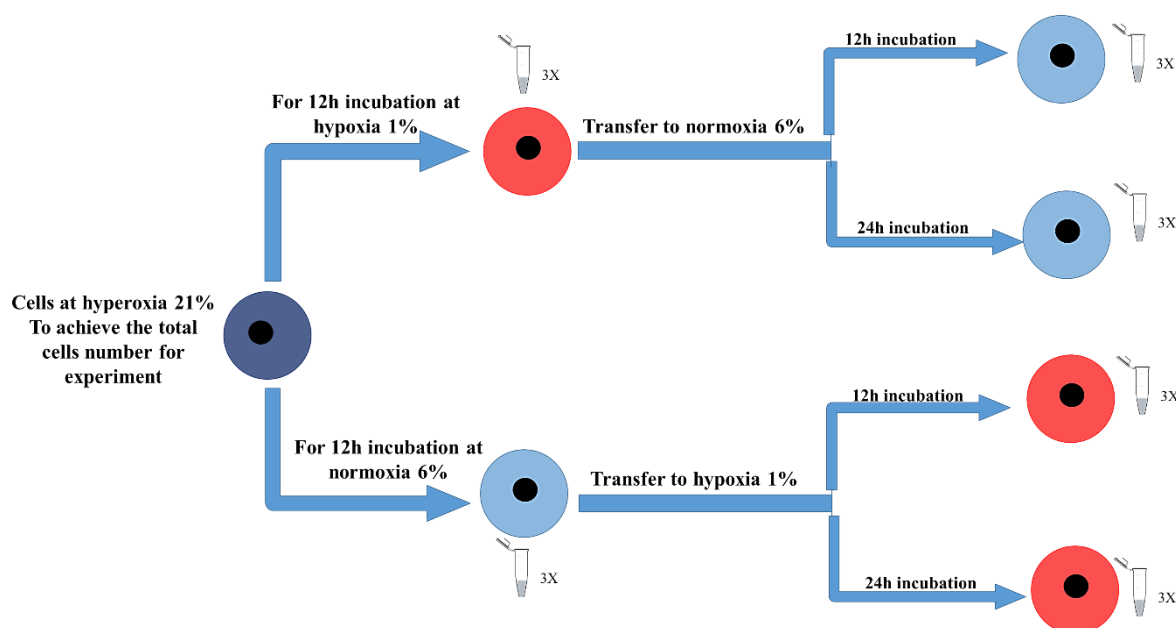 12h incubation
3X
3X
For 12h incubation at
hypoxia 1%
Transfer to normoxia 6%
24h incubation
3X
Cells at hyperoxia 21%
To achieve the total
cells number for
experiment
12h incubation
3X
For 12h incubation at
normoxia 6%
Transfer to hypoxia 1%
3X
24h incubation
3X